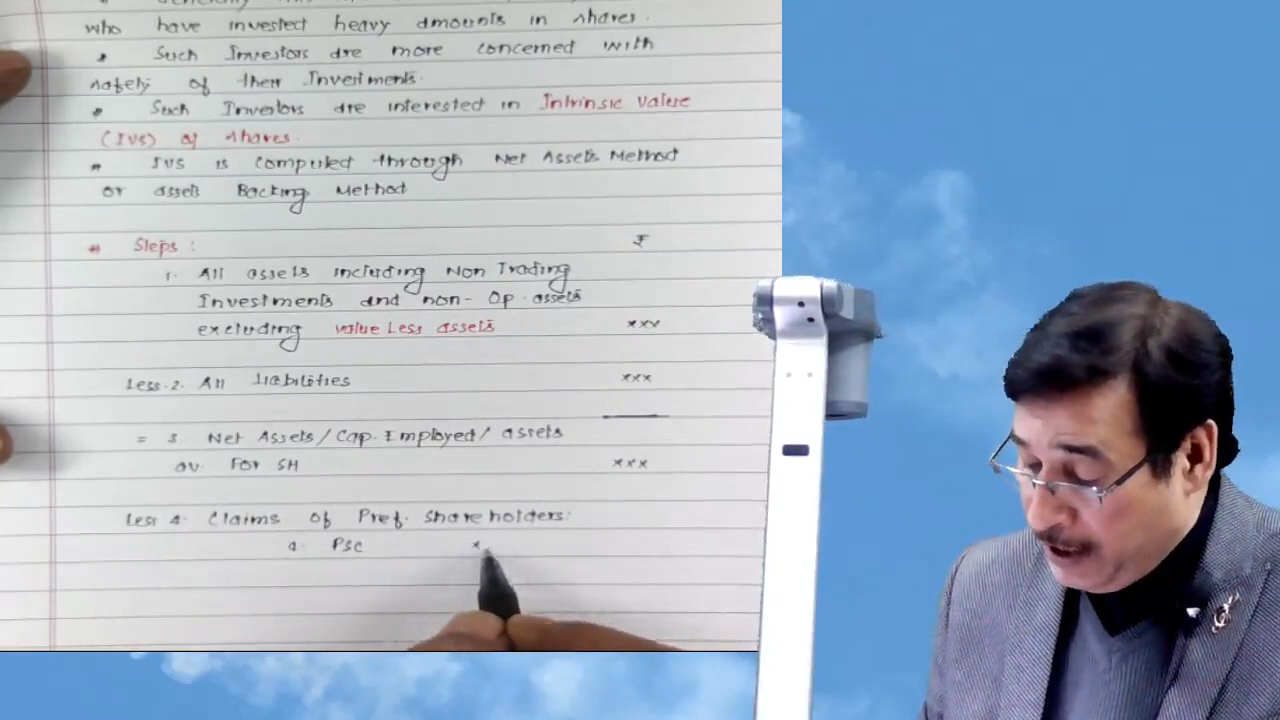 who have invested heavy amounts in shares.
* Such Investors are more concerned with
safety of their Investments.
* Such Investors are interested in Intrinsic Value
(IVS) of shares.
* IVS is computed through Net Assets Method
or assets Backing Method
* Steps : ₹
1. All assets including Non Trading
Investments and non-Op. assets
excluding value Less assets xxx
Less. 2. All liabilities xxx
= 3 Net Assets / Cap. Employed / assets
av. For SH xxx
Less 4. Claims of Pref. shareholders:
a. PSC x